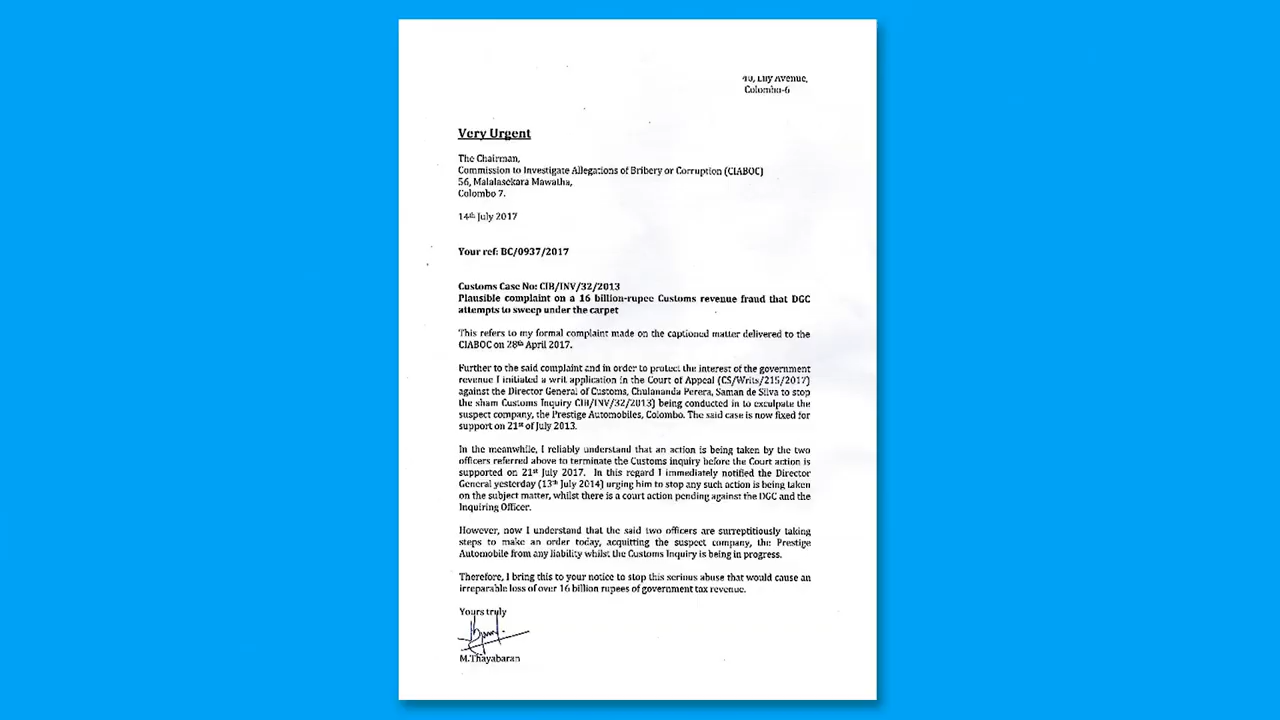 40, Lily Avenue,
Colombo-6
Very Urgent
The Chairman,
Commission to Investigate Allegations of Bribery or Corruption (CIABOC)
56, Malalasekara Mawatha,
Colombo 7.
14th July 2017
Your ref: BC/0937/2017
Customs Case No: CIB/INV/32/2013
Plausible complaint on a 16 billion-rupee Customs revenue fraud that DGC
attempts to sweep under the carpet
This refers to my formal complaint made on the captioned matter delivered to the
CIABOC on 28th April 2017.
Further to the said complaint and in order to protect the interest of the government
revenue I initiated a writ application in the Court of Appeal (CS/Writs/215/2017)
against the Director General of Customs, Chulananda Perera, Saman de Silva to stop
the sham Customs Inquiry CIB/INV/32/2013) being conducted in to exculpate the
suspect company, the Prestige Automobiles, Colombo. The said case is now fixed for
support on 21st of July 2013.
In the meanwhile, I reliably understand that an action is being taken by the two
officers referred above to terminate the Customs inquiry before the Court action is
supported on 21st July 2017. In this regard I immediately notified the Director
General yesterday (13th July 2014) urging him to stop any such action is being taken
on the subject matter, whilst there is a court action pending against the DGC and the
Inquiring Officer.
However, now I understand that the said two officers are surreptitiously taking
steps to make an order today, acquitting the suspect company, the Prestige
Automobile from any liability whilst the Customs Inquiry is being in progress.
Therefore, I bring this to your notice to stop this serious abuse that would cause an
irreparable loss of over 16 billion rupees of government tax revenue.
Yours truly
M.Thayabaran